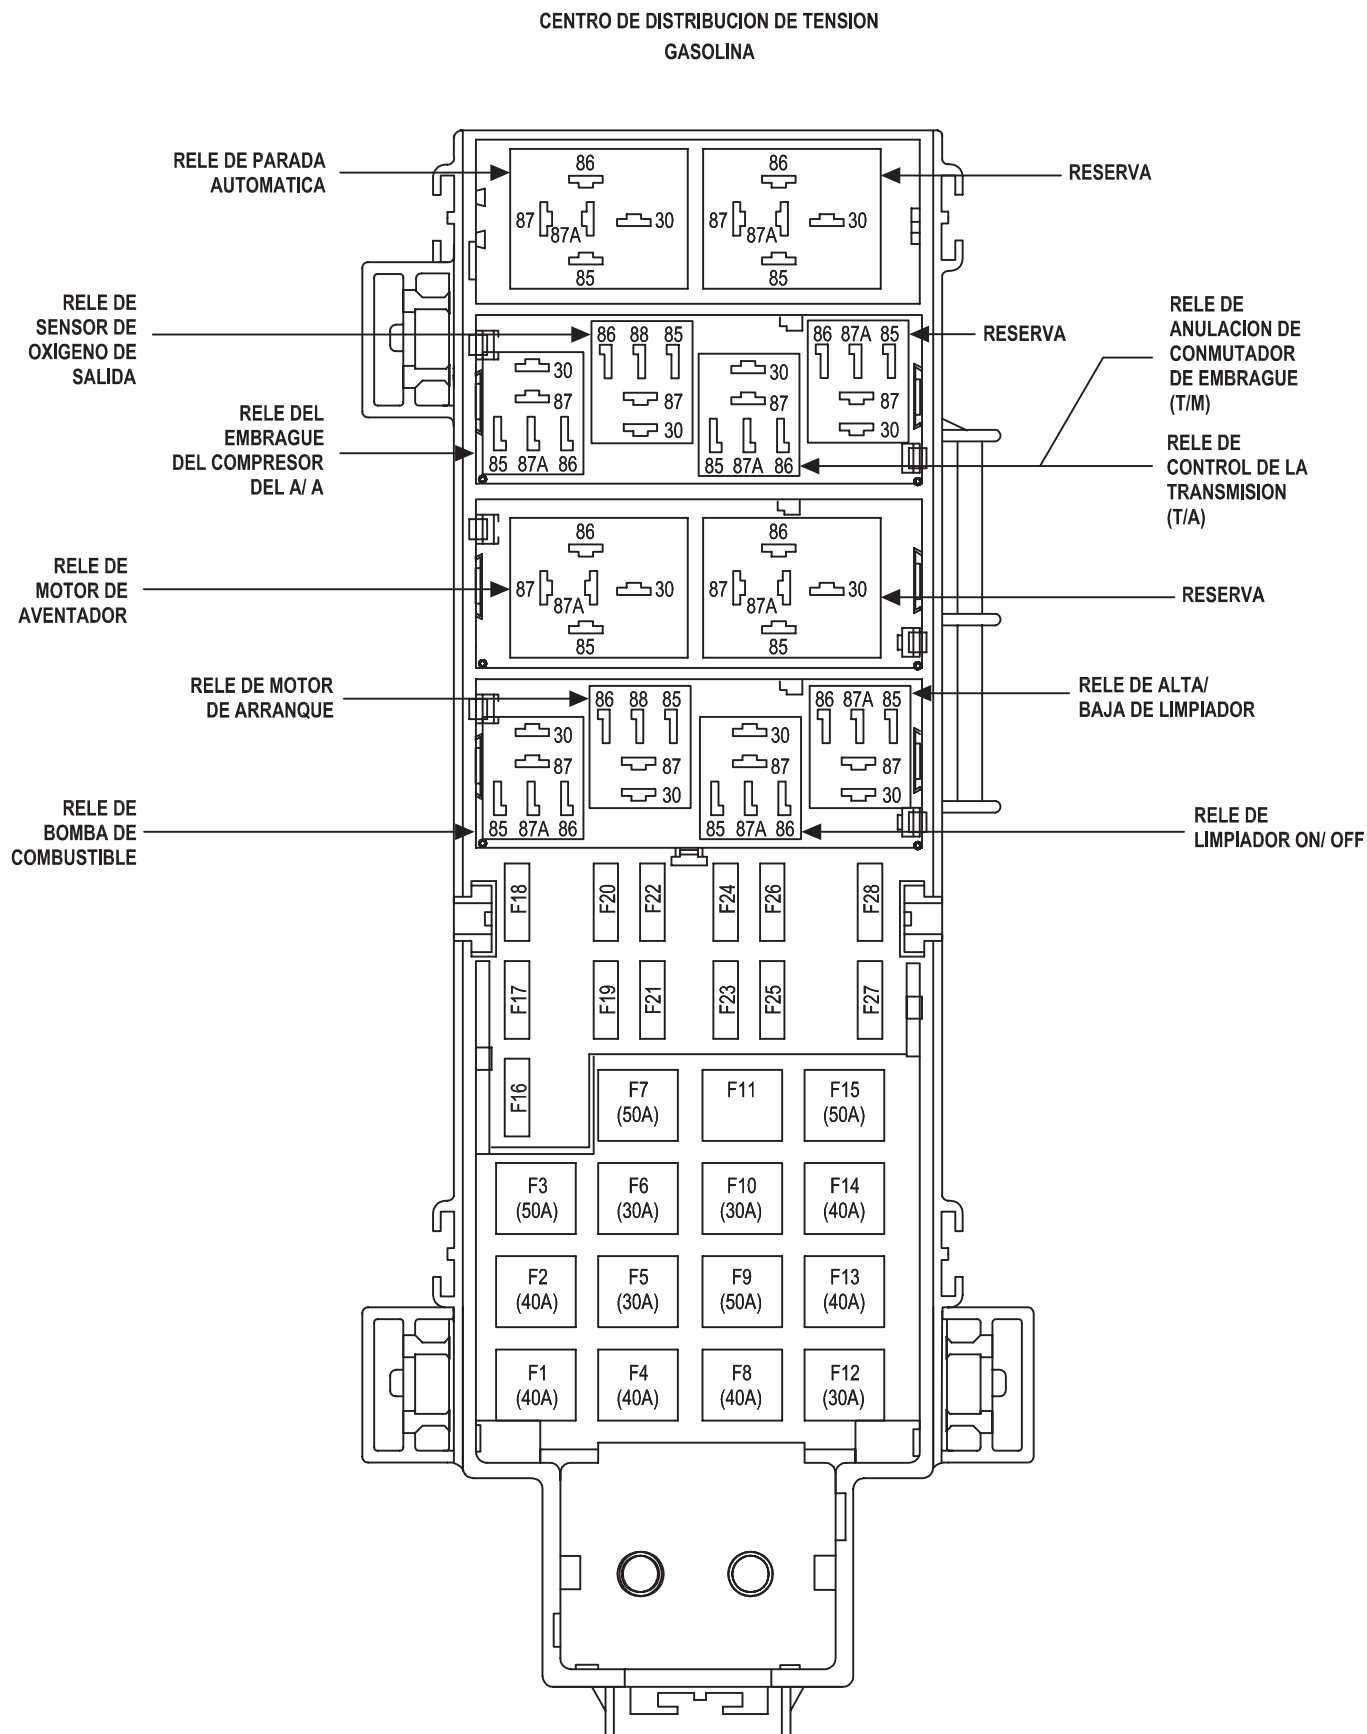 CENTRO DE DISTRIBUCION DE TENSION
GASOLINA
RELE DE PARADA
AUTOMATICA
RESERVA
86
87
87A
30
85
86
87
87A
30
85
RELE DE
SENSOR DE
OXIGENO DE
SALIDA
RESERVA
RELE DE
ANULACION DE
CONMUTADOR
DE EMBRAGUE
(T/M)
RELE DEL
EMBRAGUE
DEL COMPRESOR
DEL A/ A
RELE DE
CONTROL DE LA
TRANSMISION
(T/A)
30
87
85 87A 86
86 88 85
87
30
30
87
85 87A 86
86 87A 85
87
30
RELE DE
MOTOR DE
AVENTADOR
RESERVA
86
87
87A
30
85
86
87
87A
30
85
RELE DE MOTOR
DE ARRANQUE
RELE DE ALTA/
BAJA DE LIMPIADOR
RELE DE
BOMBA DE
COMBUSTIBLE
RELE DE
LIMPIADOR ON/ OFF
30
87
85 87A 86
86 88 85
87
30
30
87
85 87A 86
86 87A 85
87
30
F18
F20
F22
F24
F26
F28
F17
F19
F21
F23
F25
F27
F16
F7
(50A)
F11
F15
(50A)
F3
(50A)
F6
(30A)
F10
(30A)
F14
(40A)
F2
(40A)
F5
(30A)
F9
(50A)
F13
(40A)
F1
(40A)
F4
(40A)
F8
(40A)
F12
(30A)